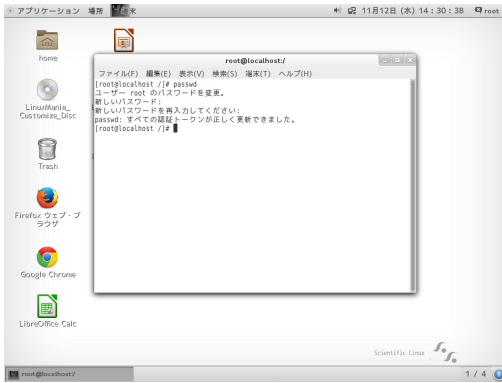 アプリケーション 場所 端末
11月12日 (水) 14:30:38 root
home
LinuxMania_
Customize_Disc
Trash
Firefox ウェブ・ブ
ラウザ
Google Chrome
LibreOffice Calc
root@localhost:/
ファイル(F) 編集(E) 表示(V) 検索(S) 端末(T) ヘルプ(H)
[root@localhost /]# passwd
ユーザー root のパスワードを変更。
新しいパスワード:
新しいパスワードを再入力してください:
passwd: すべての認証トークンが正しく更新できました。
[root@localhost /]#
Scientific Linux
root@localhost:/
1 / 4